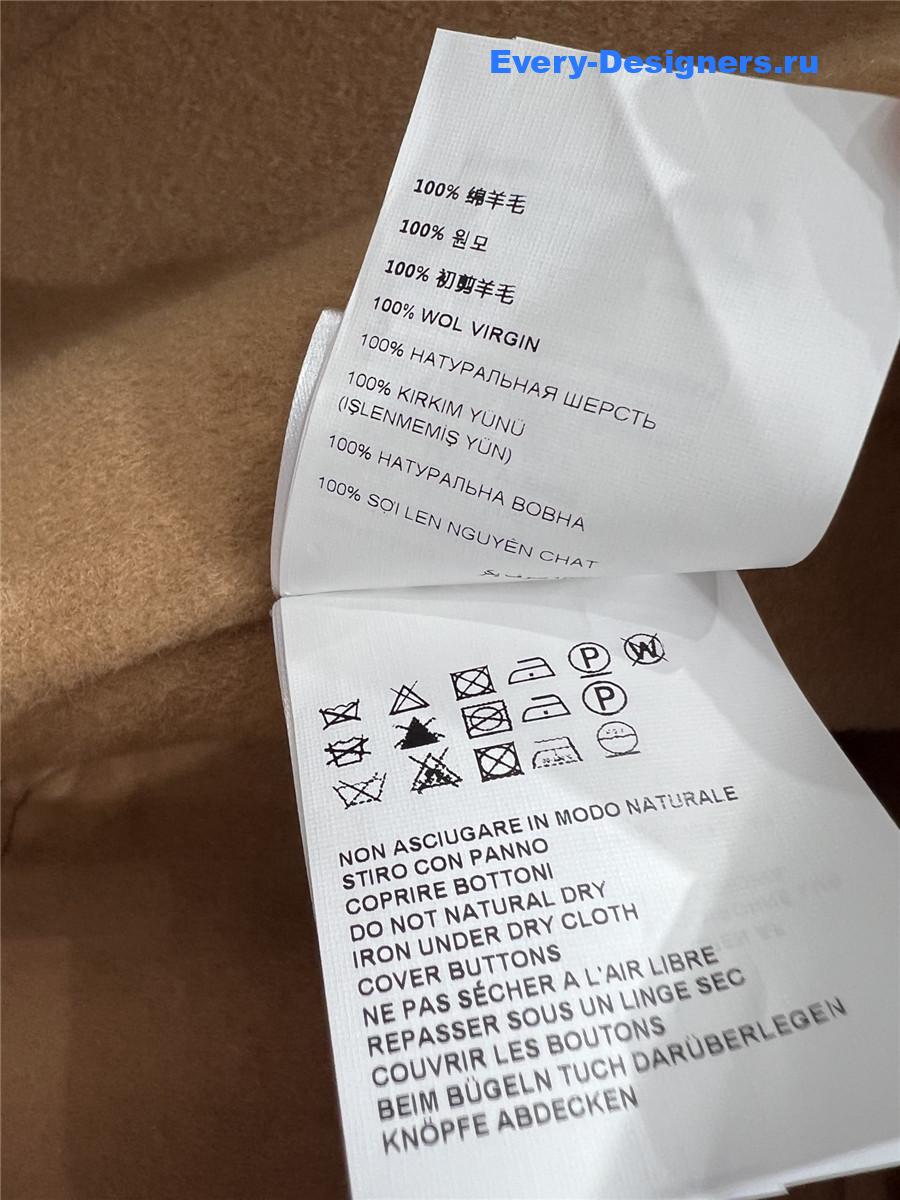 Every-Designers.ru
100% 绵羊毛
100% 원모
100% 初剪羊毛
100% WOL VIRGIN
100% НАТУРАЛЬНАЯ ШЕРСТЬ
100% KIRKIM YÜNÜ
(IŞLENMEMİŞ YÜN)
100% НАТУРАЛЬНА ВОВНА
100% SỢI LEN NGUYÊN CHAT
P W
P
NON ASCIUGARE IN MODO NATURALE
STIRO CON PANNO
COPRIRE BOTTONI
DO NOT NATURAL DRY
IRON UNDER DRY CLOTH
COVER BUTTONS
NE PAS SÉCHER A L'AIR LIBRE
REPASSER SOUS UN LINGE SEC
COUVRIR LES BOUTONS
BEIM BÜGELN TUCH DARÜBERLEGEN
KNÖPFE ABDECKEN